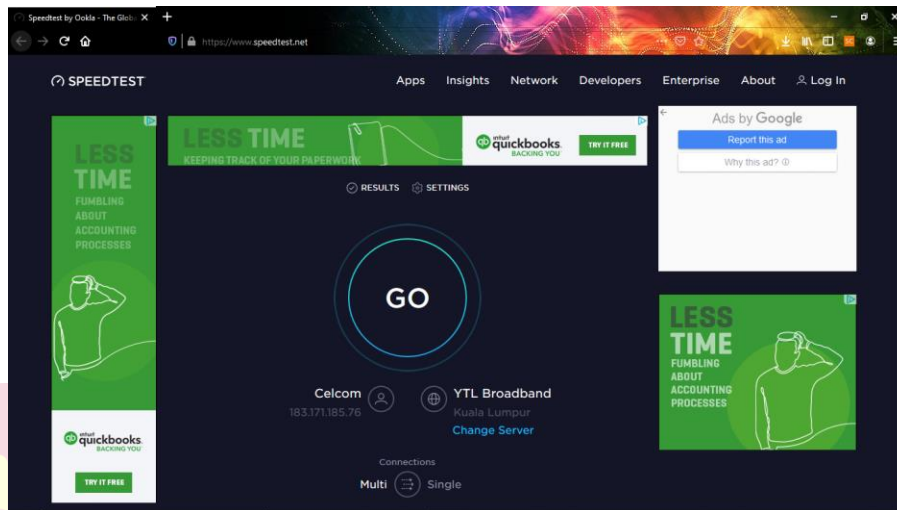 Speedtest by Ookla - The Glob
https://www.speedtest.net
SPEEDTEST
Apps Insights Network Developers Enterprise About Log In
LESS
TIME
FUMBLING
ABOUT
ACCOUNTING
PROCESSES
intuit
quickbooks.
BACKING YOU
TRY IT FREE
LESS TIME
KEEPING TRACK OF YOUR PAPERWORK
intuit
quickbooks.
BACKING YOU
TRY IT FREE
Ads by Google
Report this ad
Why this ad?
RESULTS SETTINGS
GO
Celcom
183.171.185.76
YTL Broadband
Kuala Lumpur
Change Server
Connections
Multi Single
LESS
TIME
FUMBLING
ABOUT
ACCOUNTING
PROCESSES